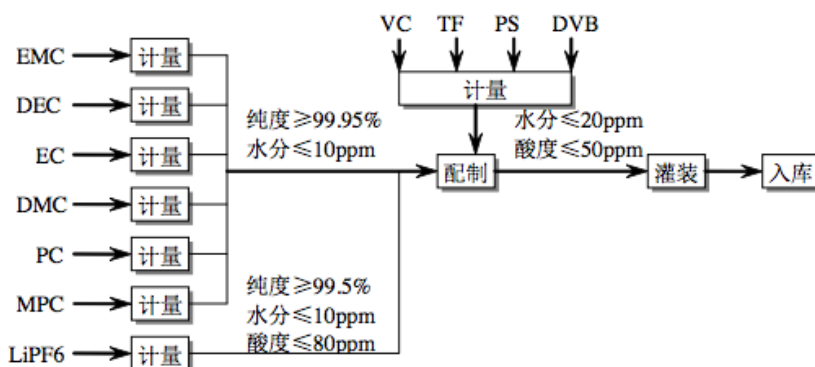 VC TF PS DVB
EMC 计量
计量
DEC 计量
纯度≥99.95%
水分≤10ppm
水分≤20ppm
酸度≤50ppm
EC 计量
配制 灌装 入库
DMC 计量
PC 计量
纯度≥99.5%
水分≤10ppm
酸度≤80ppm
MPC 计量
LiPF6 计量